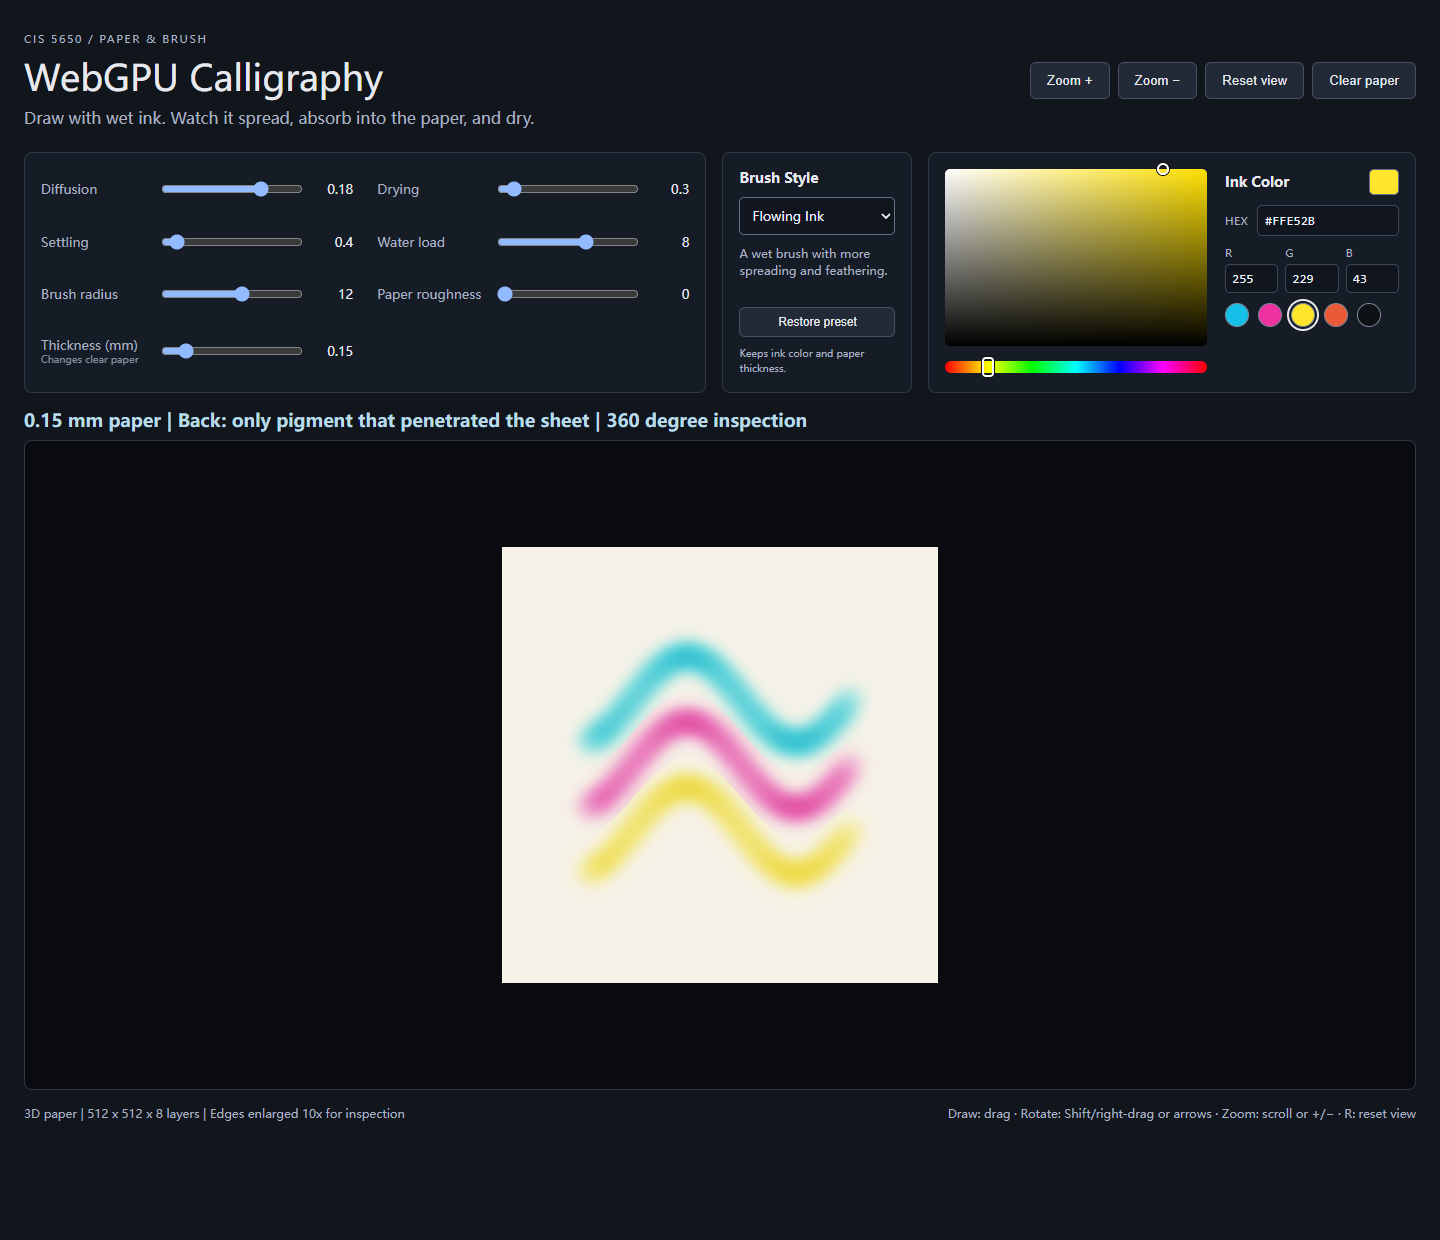 CIS 5650 / PAPER & BRUSH
WebGPU Calligraphy
Draw with wet ink. Watch it spread, absorb into the paper, and dry.
Zoom +
Zoom −
Reset view
Clear paper
Diffusion 0.18
Drying 0.3
Settling 0.4
Water load 8
Brush radius 12
Paper roughness 0
Thickness (mm) 0.15
Changes clear paper
Brush Style
Flowing Ink
A wet brush with more
spreading and feathering.
Restore preset
Keeps ink color and paper
thickness.
Ink Color
HEX #FFE52B
R G B
255 229 43
0.15 mm paper | Back: only pigment that penetrated the sheet | 360 degree inspection
3D paper | 512 x 512 x 8 layers | Edges enlarged 10x for inspection
Draw: drag · Rotate: Shift/right-drag or arrows · Zoom: scroll or +/− · R: reset view